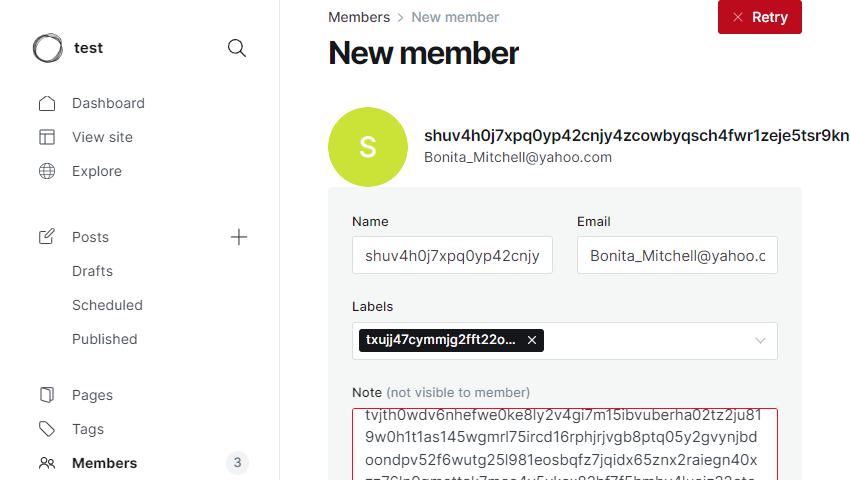 test
Dashboard
View site
Explore
Posts
Drafts
Scheduled
Published
Pages
Tags
Members
3
Members > New member
Retry
New member
S
shuv4h0j7xpq0yp42cnjy4zcowbyqsch4fwr1zeje5tsr9kn
Bonita_Mitchell@yahoo.com
Name
Email
shuv4h0j7xpq0yp42cnjy
Bonita_Mitchell@yahoo.c
Labels
txujj47cymmjg2fft22o...
Note (not visible to member)
tvjth0wdv6nhefwe0ke8ly2v4gi7m15ibvuberha02tz2ju81
9w0h1t1as145wgmrl75ircd16rphjrjvgb8ptq05y2gvynjbd
oondpv52f6wutg25l981eosbqfz7jqidx65znx2raiegn40x